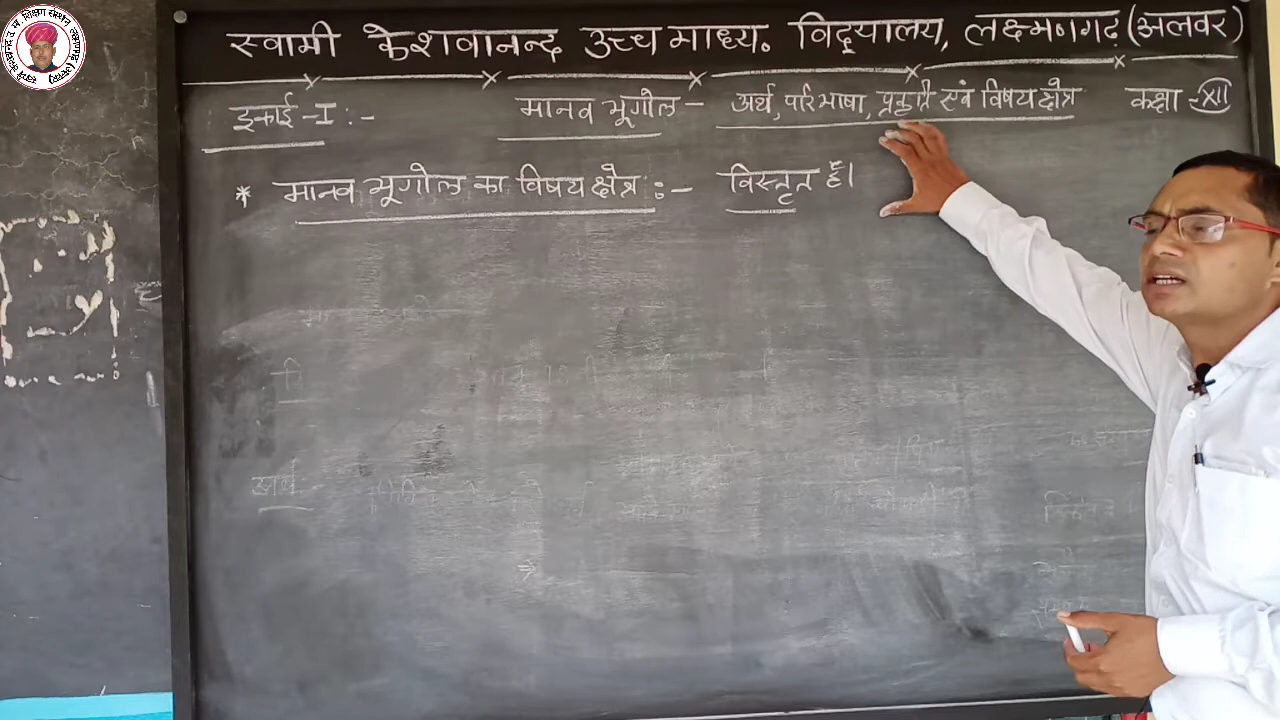 स्वामी केशवानन्द उच्च माध्य. विद्यालय, लक्ष्मणगढ़ (अलवर)
इकाई-I :- मानव भूगोल - अर्थ, परिभाषा, प्रकृति एवं विषय क्षेत्र कक्षा - XII
* मानव भूगोल का विषय क्षेत्र :- विस्तृत है।